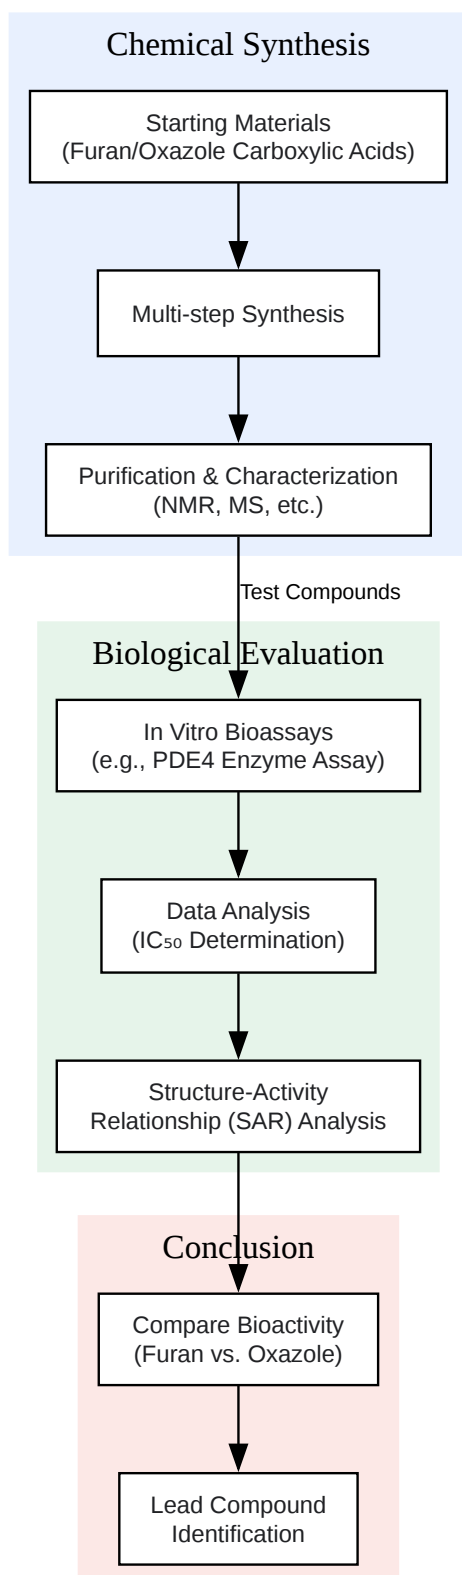 Chemical Synthesis
Starting Materials
(Furan/Oxazole Carboxylic Acids)
Multi-step Synthesis
Purification & Characterization
(NMR, MS, etc.)
Test Compounds
Biological Evaluation
In Vitro Bioassays
(e.g., PDE4 Enzyme Assay)
Data Analysis
(IC₅₀ Determination)
Structure-Activity
Relationship (SAR) Analysis
Conclusion
Compare Bioactivity
(Furan vs. Oxazole)
Lead Compound
Identification